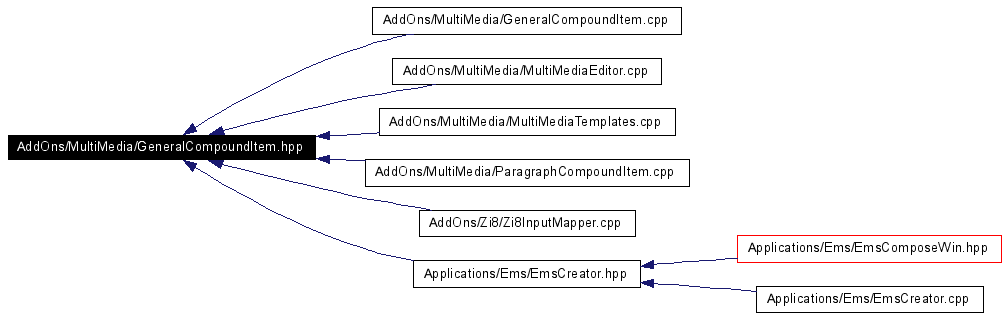 AddOns/MultiMedia/GeneralCompoundItem.cpp
AddOns/MultiMedia/MultiMediaEditor.cpp
AddOns/MultiMedia/MultiMediaTemplates.cpp
AddOns/MultiMedia/GeneralCompoundItem.hpp
AddOns/MultiMedia/ParagraphCompoundItem.cpp
AddOns/Zi8/Zi8InputMapper.cpp
Applications/Ems/EmsComposeWin.hpp
Applications/Ems/EmsCreator.hpp
Applications/Ems/EmsCreator.cpp